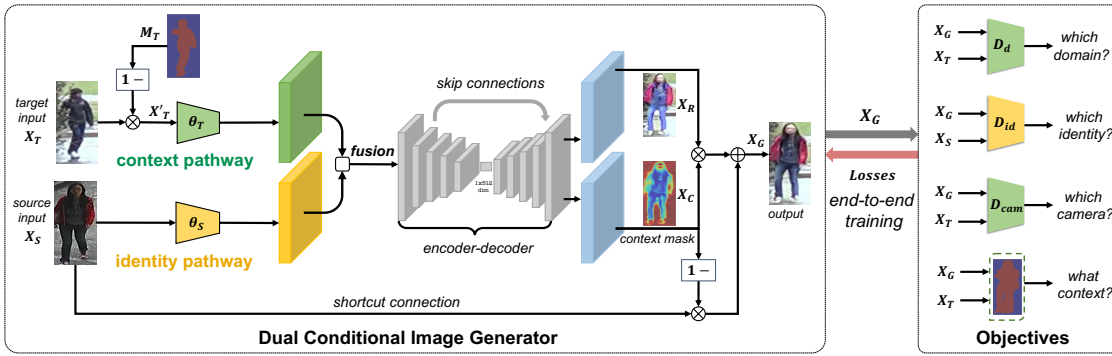 M_T
1 −
target
input
X_T
X'_T
θ_T
context pathway
source
input
X_S
θ_S
identity pathway
fusion
skip connections
1x512
dim
encoder-decoder
X_R
X_C
context mask
1 −
X_G
output
shortcut connection
Dual Conditional Image Generator
X_G
Losses
end-to-end
training
X_G
X_T
D_d
which
domain?
X_G
X_S
D_id
which
identity?
X_G
X_T
D_cam
which
camera?
X_G
X_T
what
context?
Objectives